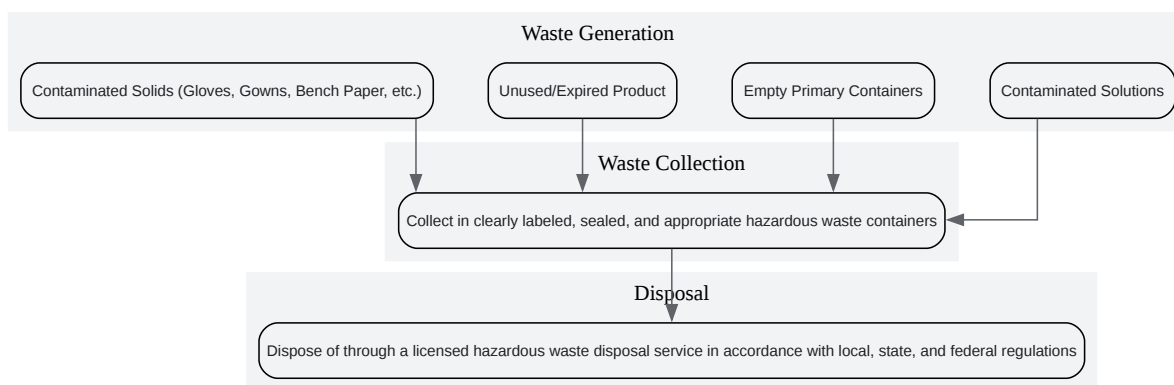 Waste Generation
Contaminated Solids (Gloves, Gowns, Bench Paper, etc.)
Unused/Expired Product
Empty Primary Containers
Contaminated Solutions
Waste Collection
Collect in clearly labeled, sealed, and appropriate hazardous waste containers
Disposal
Dispose of through a licensed hazardous waste disposal service in accordance with local, state, and federal regulations